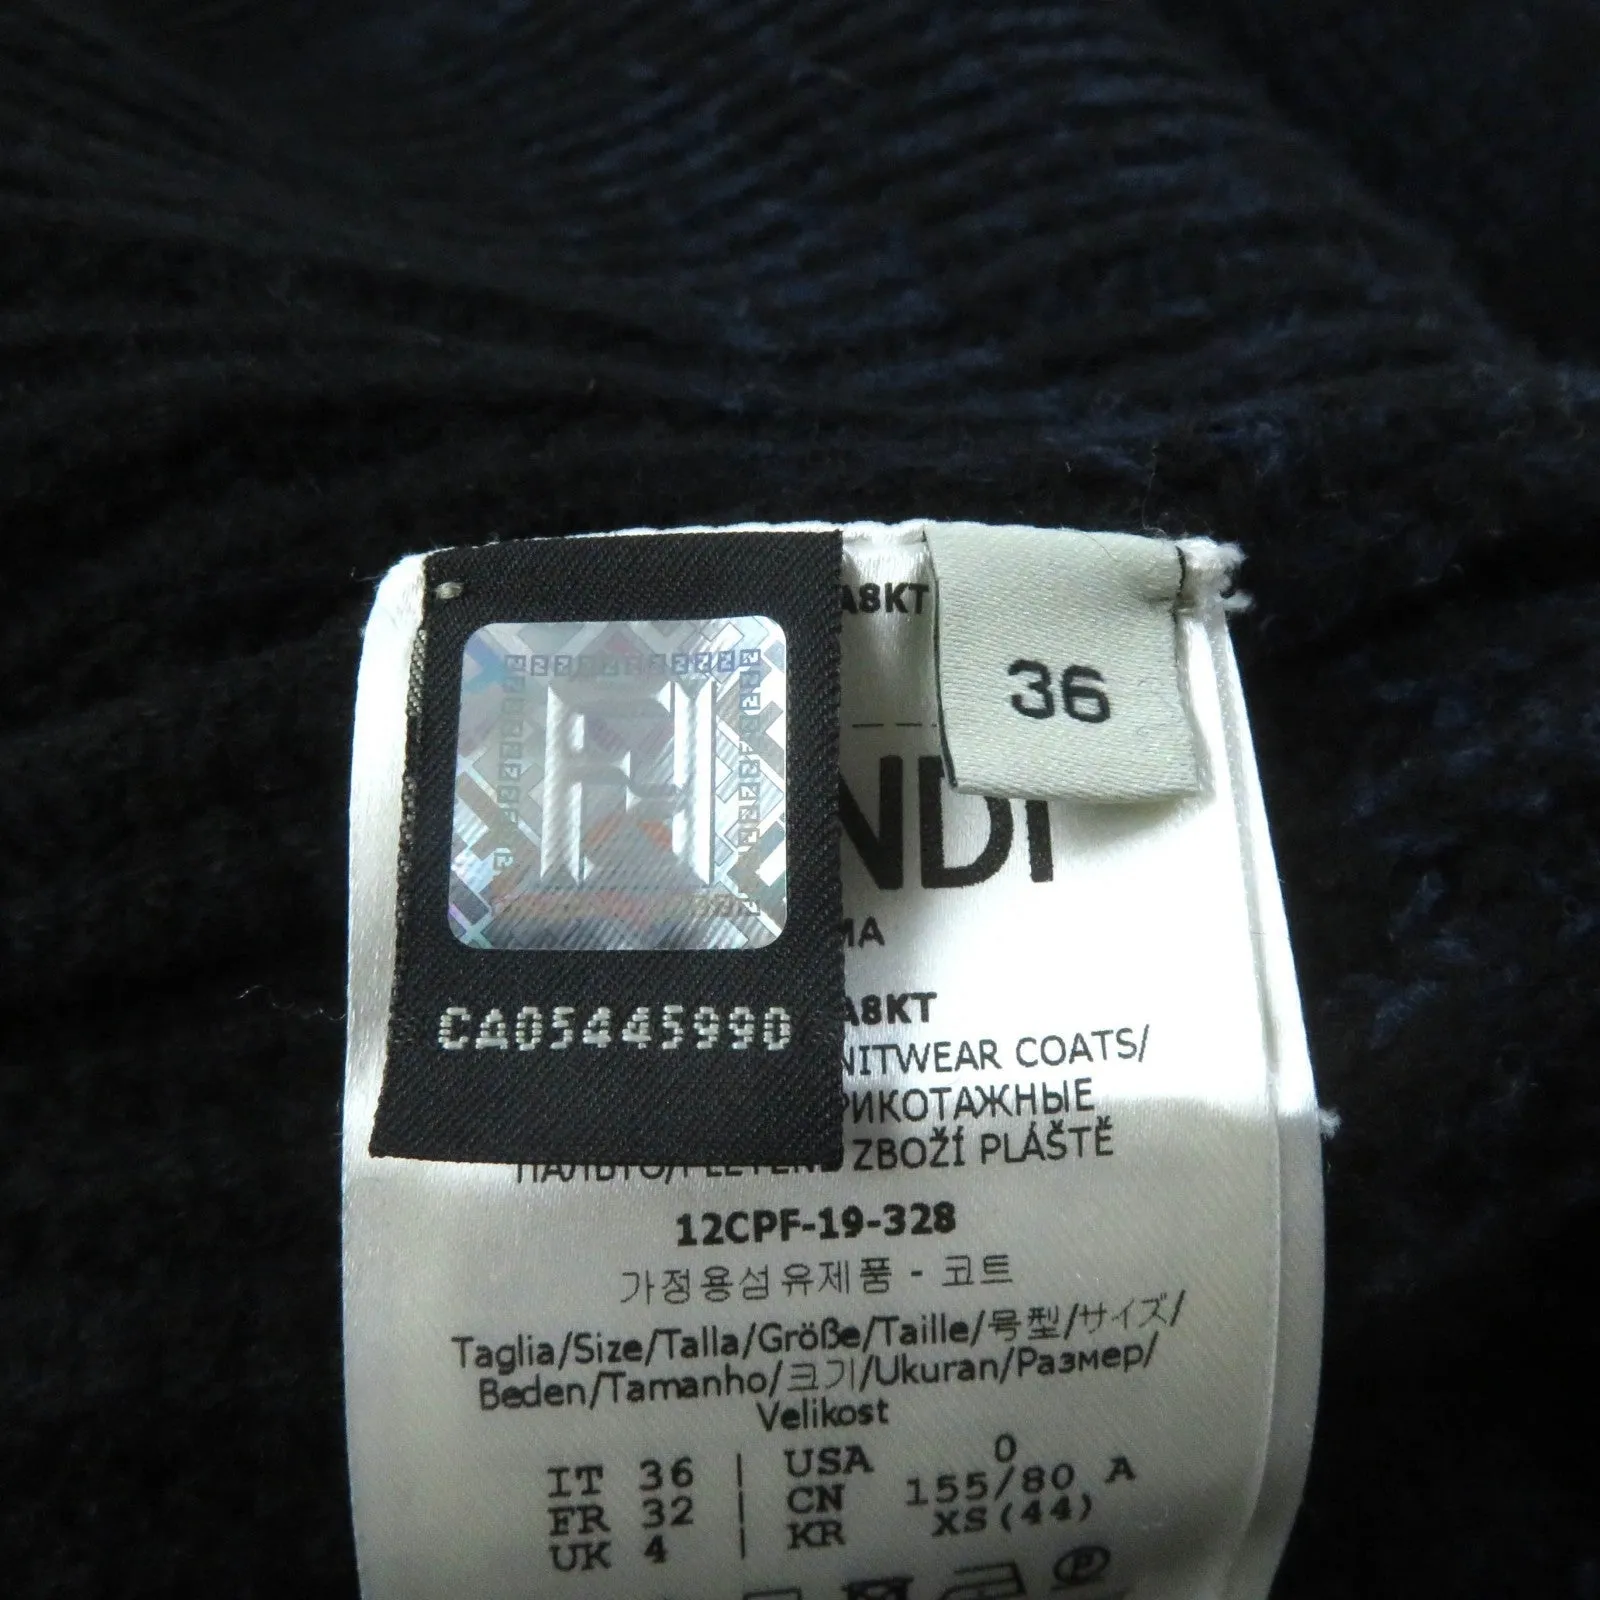 A8KT
36
NDI
MA
CA05445990
A8KT
NITWEAR COATS/
РИКОТАЖНЫЕ
ZBOŽÍ PLÁŠTĚ
12CPF-19-328
가정용섬유제품 - 코트
Taglia/Size/Talla/Größe/Taille/号型/サイズ/
Beden/Tamanho/크기/Ukuran/Размер/
Velikost
IT 36 | USA 0
FR 32 | CN 155/80 A
UK 4 | KR XS(44)